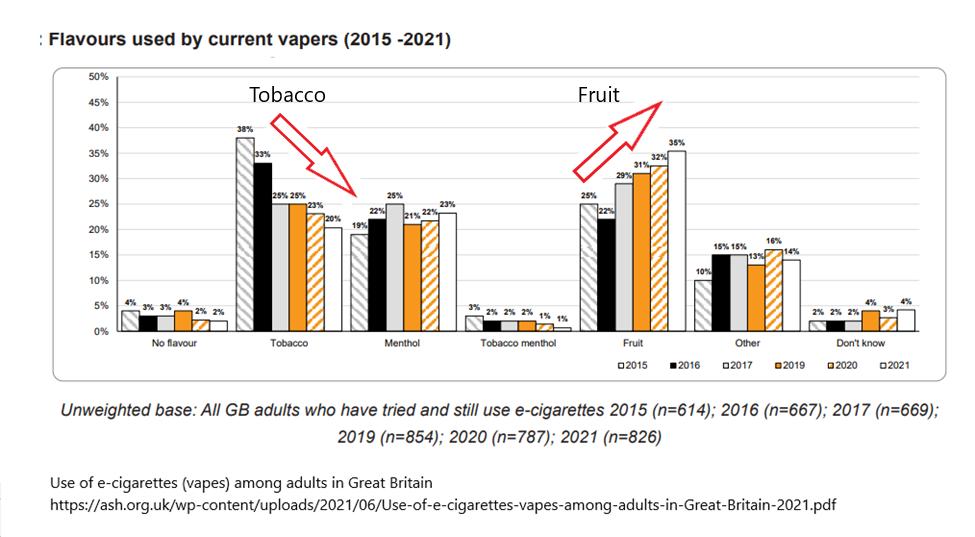 : Flavours used by current vapers (2015 -2021)
50%
45%
40%
35%
30%
25%
20%
15%
10%
5%
0%
Tobacco
Fruit
4% 3% 3% 4% 2% 2%
38% 33% 25% 25% 23% 20%
19% 22% 25% 21% 22% 23%
3% 2% 2% 2% 1% 1%
25% 22% 29% 31% 32% 35%
10% 15% 15% 13% 16% 14%
2% 2% 2% 4% 3% 4%
No flavour Tobacco Menthol Tobacco menthol Fruit Other Don't know
2015 2016 2017 2019 2020 2021
Unweighted base: All GB adults who have tried and still use e-cigarettes 2015 (n=614); 2016 (n=667); 2017 (n=669);
2019 (n=854); 2020 (n=787); 2021 (n=826)
Use of e-cigarettes (vapes) among adults in Great Britain
https://ash.org.uk/wp-content/uploads/2021/06/Use-of-e-cigarettes-vapes-among-adults-in-Great-Britain-2021.pdf